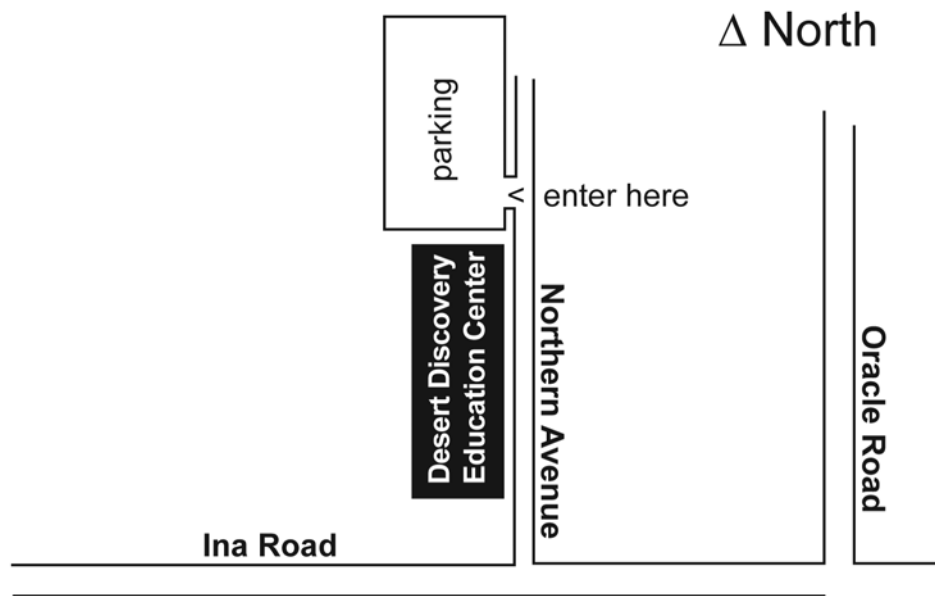 Δ North
parking
< enter here
Desert Discovery
Education Center
Northern Avenue
Oracle Road
Ina Road